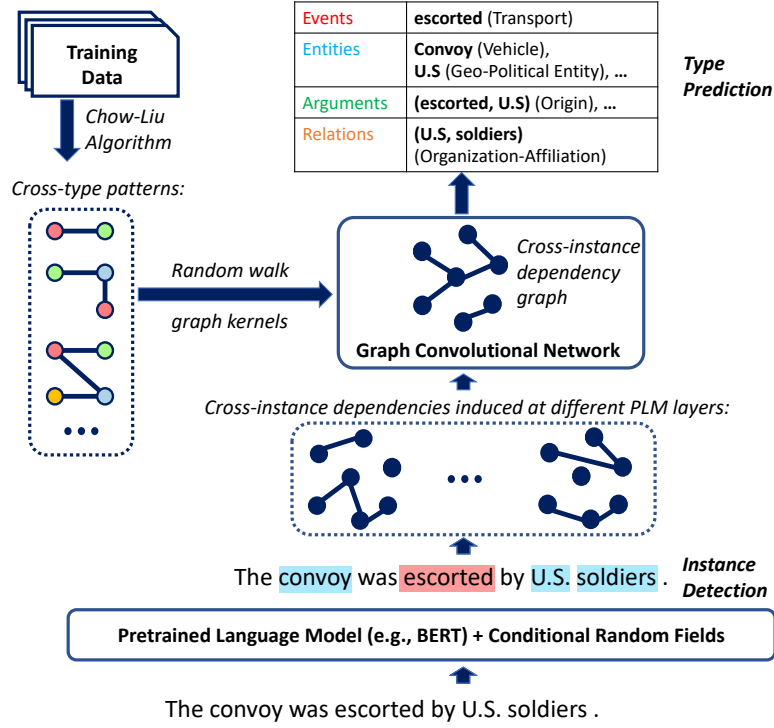 Training
Data
Chow-Liu
Algorithm
Cross-type patterns:
Random walk
graph kernels
Events
escorted (Transport)
Entities
Convoy (Vehicle),
U.S (Geo-Political Entity), ...
Arguments
(escorted, U.S) (Origin), ...
Relations
(U.S, soldiers)
(Organization-Affiliation)
Type
Prediction
Cross-instance
dependency
graph
Graph Convolutional Network
Cross-instance dependencies induced at different PLM layers:
The convoy was escorted by U.S. soldiers .
Instance
Detection
Pretrained Language Model (e.g., BERT) + Conditional Random Fields
The convoy was escorted by U.S. soldiers .